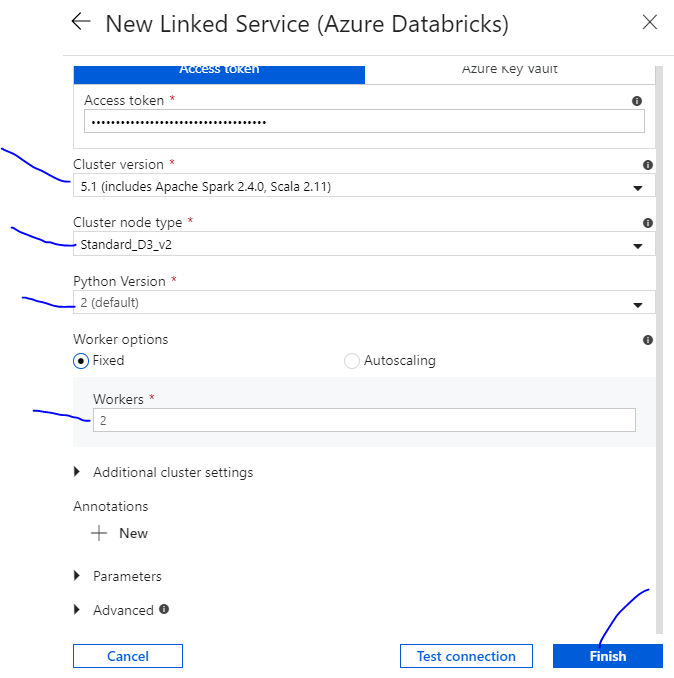 New Linked Service (Azure Databricks)
Access token Azure Key Vault
Access token *
••••••••••••••••••••••••••••••••••••
Cluster version *
5.1 (includes Apache Spark 2.4.0, Scala 2.11)
Cluster node type *
Standard_D3_v2
Python Version *
2 (default)
Worker options
Fixed Autoscaling
Workers *
2
Additional cluster settings
Annotations
New
Parameters
Advanced
Cancel Test connection Finish